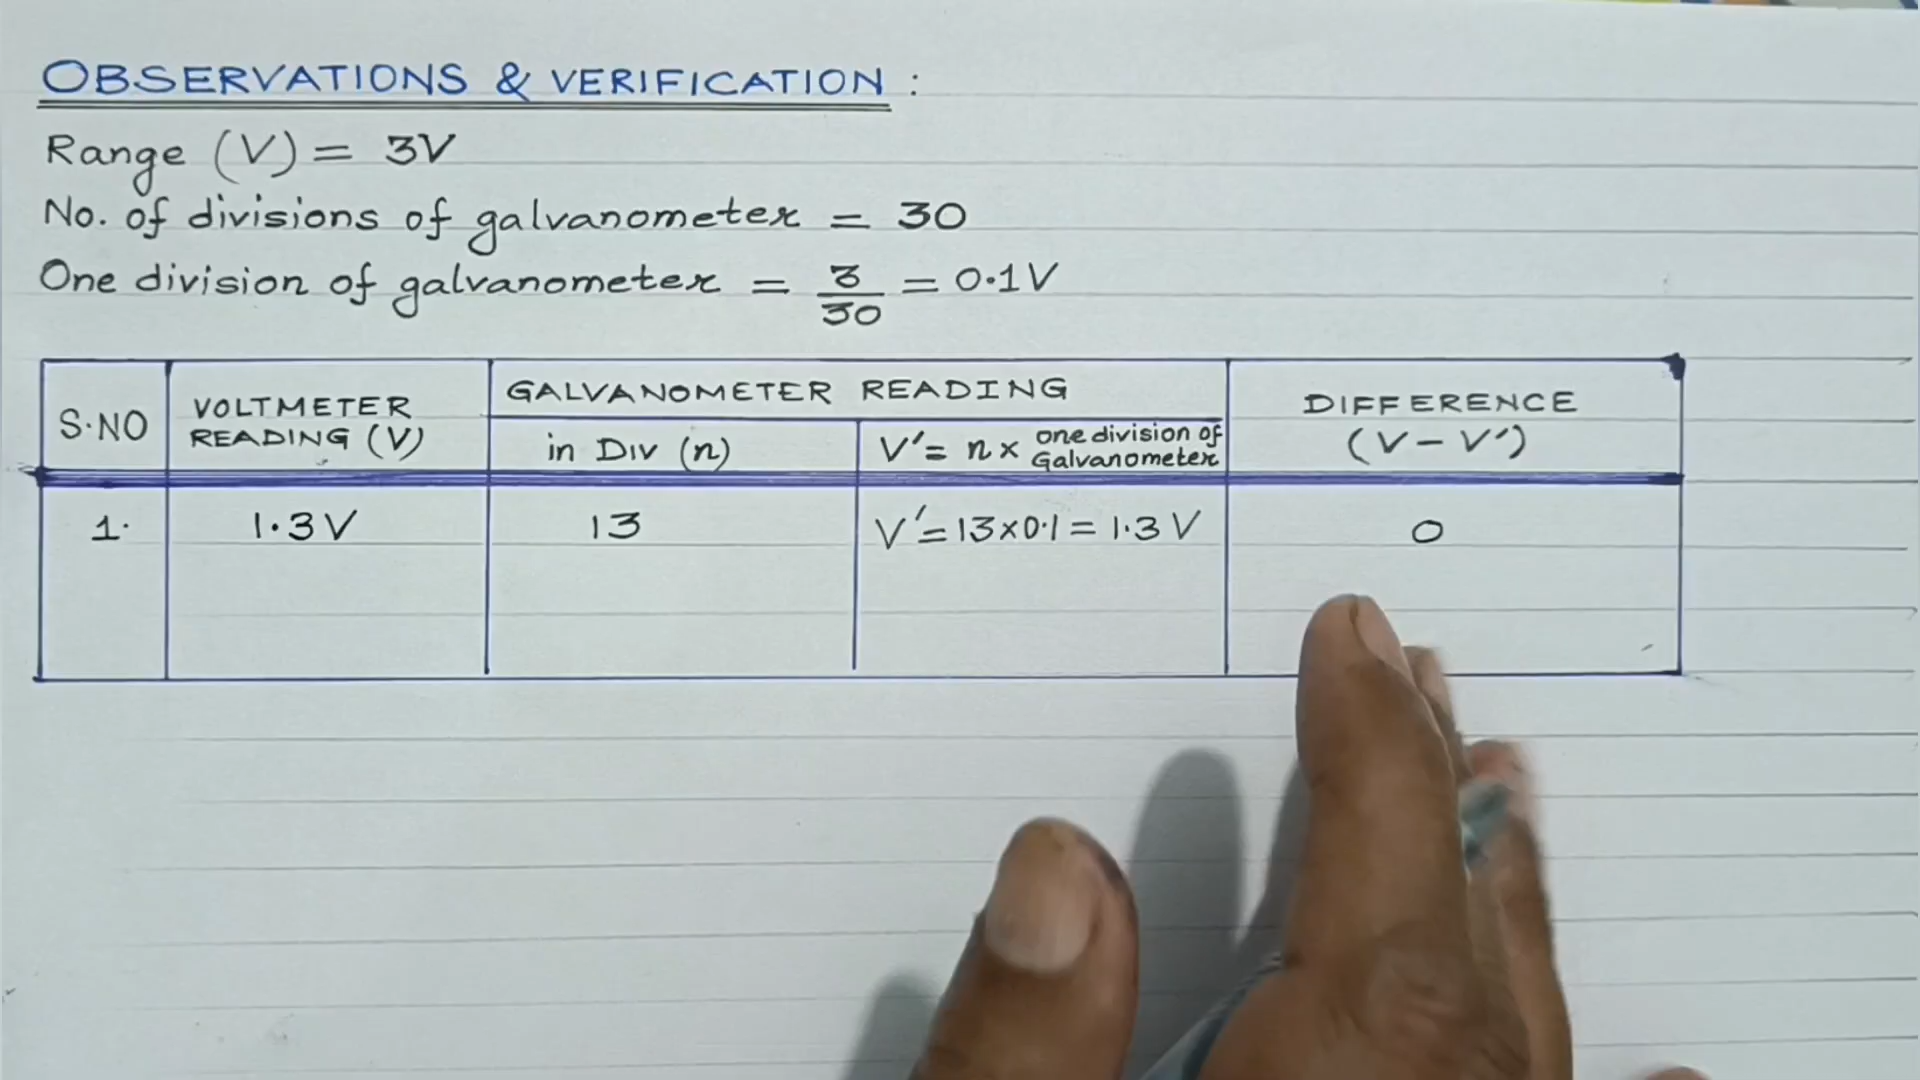 OBSERVATIONS & VERIFICATION :
Range (V) = 3V
No. of divisions of galvanometer = 30
One division of galvanometer = 3/30 = 0.1V
S.NO
VOLTMETER
READING (V)
GALVANOMETER READING
in DIV (n)
V' = n × one division of
Galvanometer
DIFFERENCE
(V - V')
1. 1.3V 13 V' = 13×0.1 = 1.3 V 0